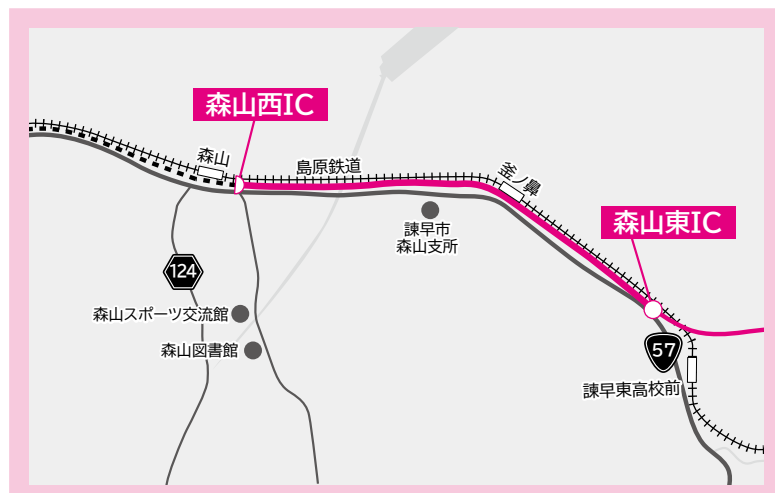 森山西IC
森山
島原鉄道
釜ノ鼻
森山東IC
諫早市
森山支所
124
森山スポーツ交流館
森山図書館
57
諫早東高校前